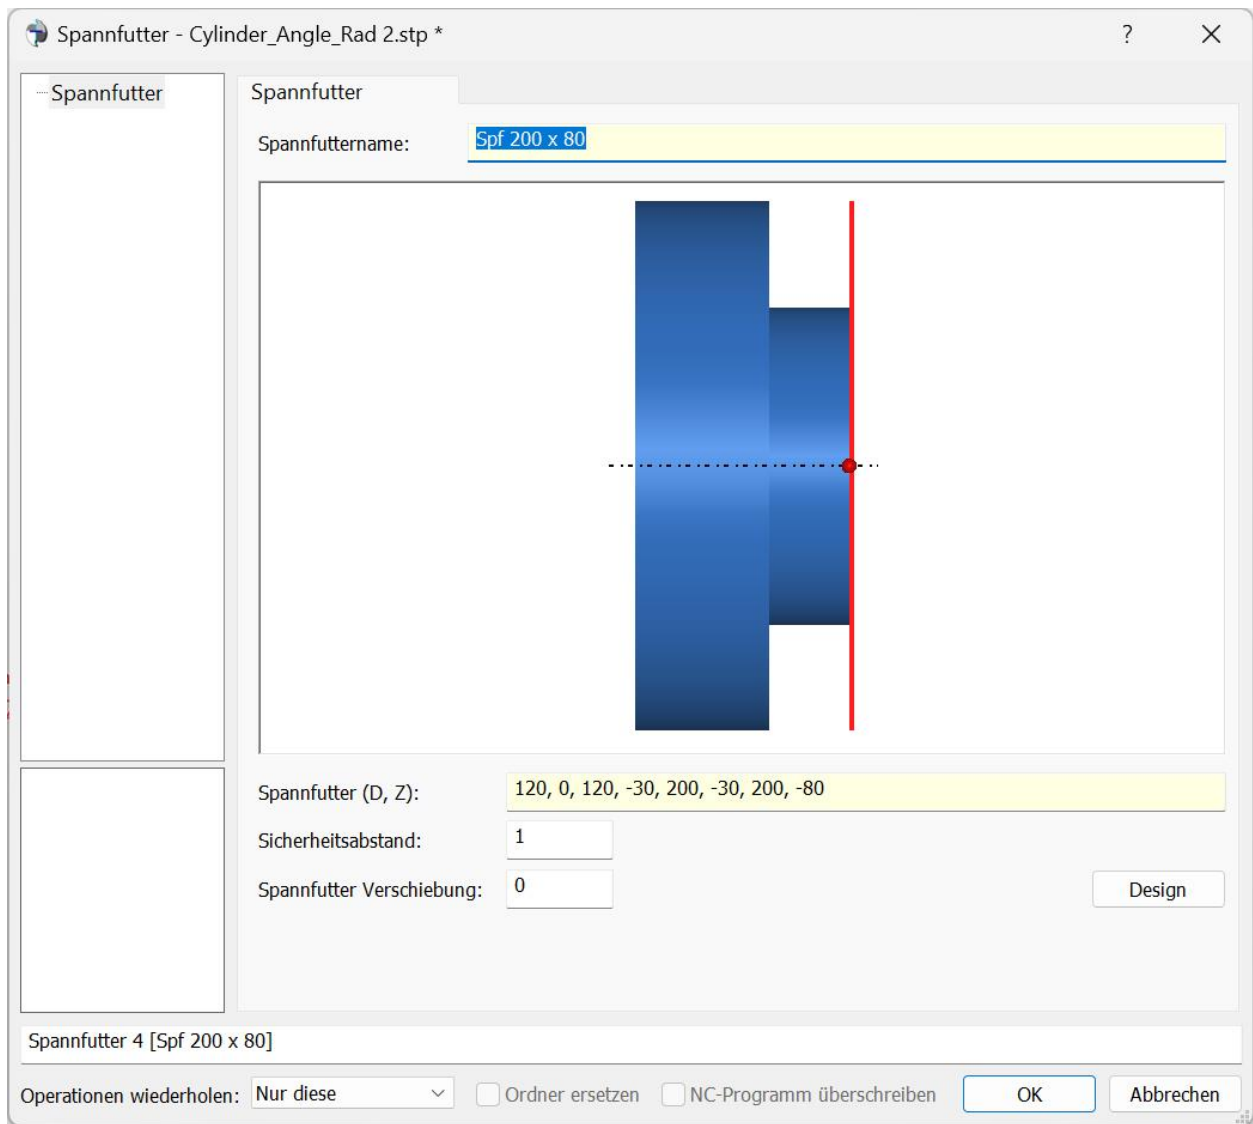 Spannfutter - Cylinder_Angle_Rad 2.stp *
?
Spannfutter
Spannfutter
Spannfuttername:
Spf 200 x 80
Spannfutter (D, Z):
120, 0, 120, -30, 200, -30, 200, -80
Sicherheitsabstand:
1
Spannfutter Verschiebung:
0
Design
Spannfutter 4 [Spf 200 x 80]
Operationen wiederholen:
Nur diese
Ordner ersetzen
NC-Programm überschreiben
OK
Abbrechen